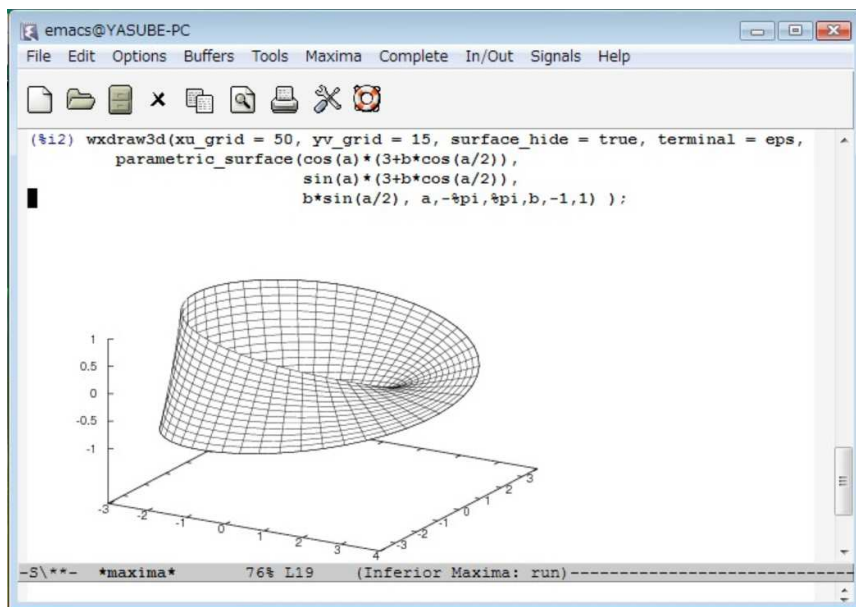 emacs@YASUBE-PC
File Edit Options Buffers Tools Maxima Complete In/Out Signals Help
(%i2) wxdraw3d(xu_grid = 50, yv_grid = 15, surface_hide = true, terminal = eps,
parametric_surface(cos(a)*(3+b*cos(a/2)),
sin(a)*(3+b*cos(a/2)),
b*sin(a/2), a,-%pi,%pi,b,-1,1) );
1
0.5
0
-0.5
-1
-3 -2 -1 0 1 2 3 4
-3 -2 -1 0 1 2 3
-S\**- *maxima* 76% L19 (Inferior Maxima: run)----------------------------